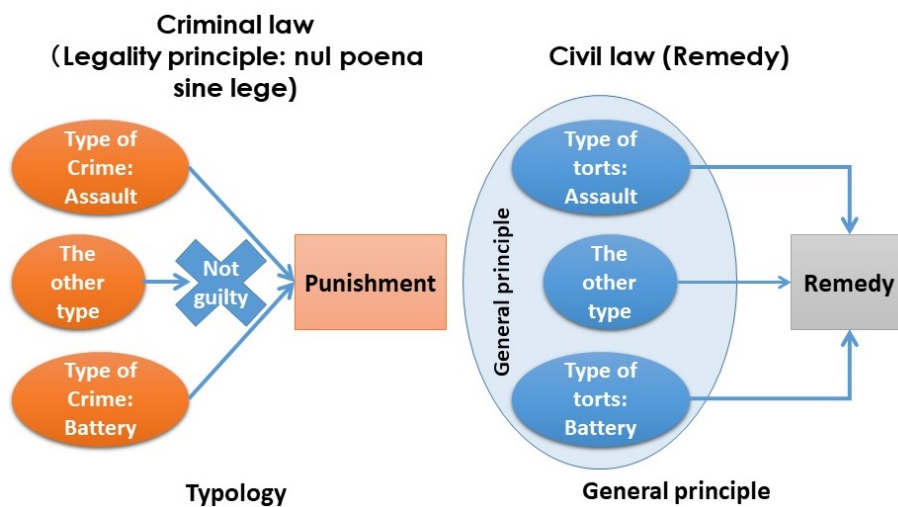 Criminal law
(Legality principle: nul poena
sine lege)
Type of
Crime:
Assault
The
other
type
Not
guilty
Type of
Crime:
Battery
Punishment
Typology
Civil law (Remedy)
General principle
Type of
torts:
Assault
The
other
type
Type of
torts:
Battery
Remedy
General principle